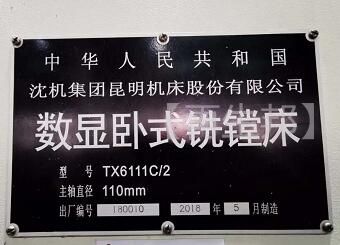 中华人民共和国
沈机集团昆明机床股份有限公司
数显卧式铣镗床
型号 TX6111C/2
主轴直径 110mm
出厂编号 180010 2018 年 5 月制造